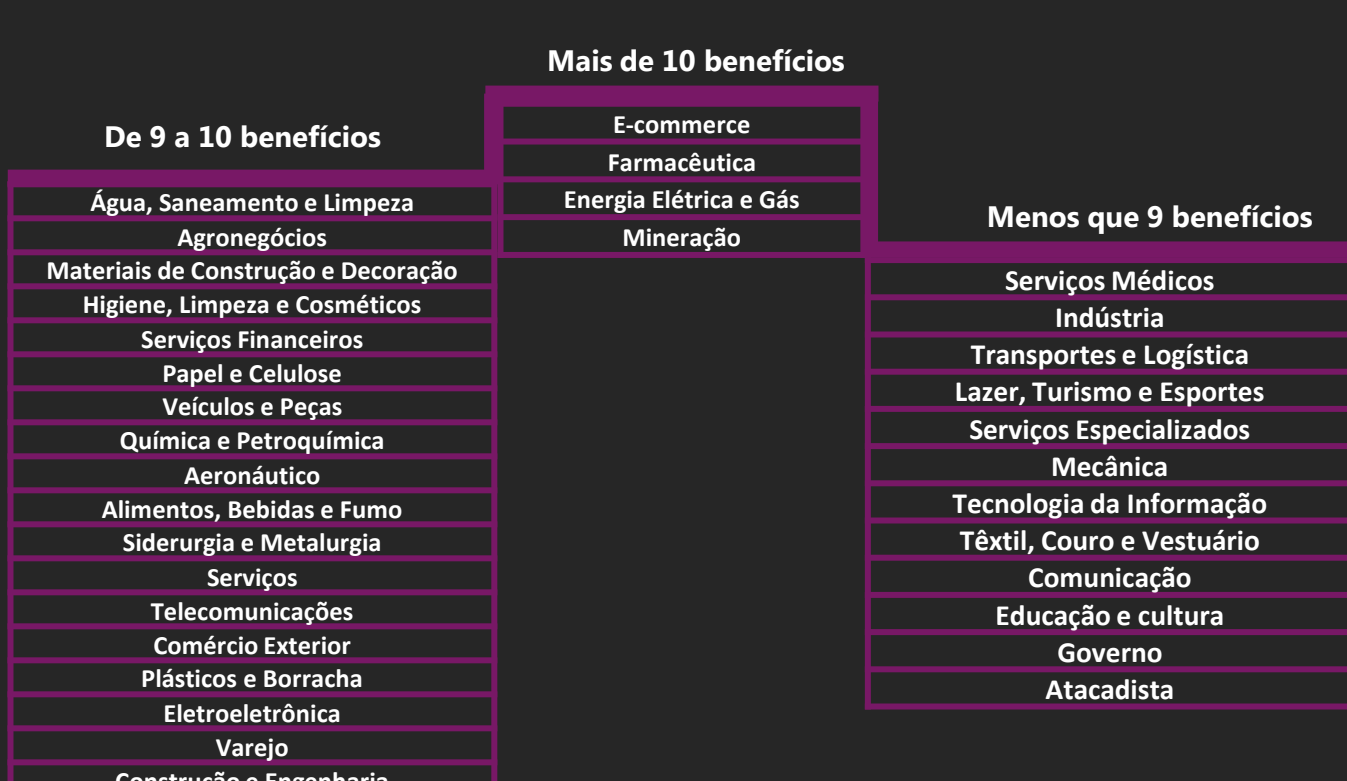 Mais de 10 benefícios
E-commerce
Farmacêutica
Energia Elétrica e Gás
Mineração
De 9 a 10 benefícios
Água, Saneamento e Limpeza
Agronegócios
Materiais de Construção e Decoração
Higiene, Limpeza e Cosméticos
Serviços Financeiros
Papel e Celulose
Veículos e Peças
Química e Petroquímica
Aeronáutico
Alimentos, Bebidas e Fumo
Siderurgia e Metalurgia
Serviços
Telecomunicações
Comércio Exterior
Plásticos e Borracha
Eletroeletrônica
Varejo
Construção e Engenharia
Menos que 9 benefícios
Serviços Médicos
Indústria
Transportes e Logística
Lazer, Turismo e Esportes
Serviços Especializados
Mecânica
Tecnologia da Informação
Têxtil, Couro e Vestuário
Comunicação
Educação e cultura
Governo
Atacadista